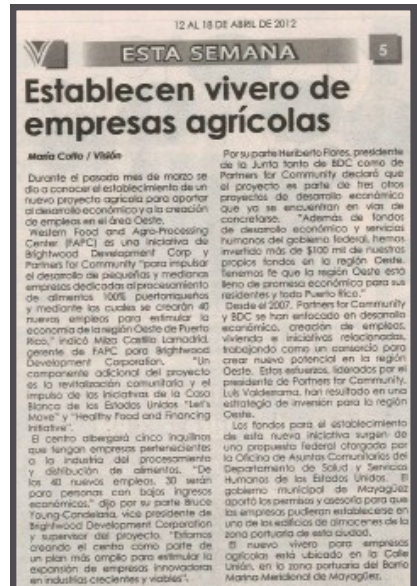 12 AL 18 DE ABRIL DE 2012
ESTA SEMANA
5
Establecen vivero de
empresas agrícolas
María Coito / Visión
Durante el pasado mes de marzo se
dio a conocer el establecimiento de un
nuevo proyecto agrícola para aportar
al desarrollo económico y a la creación
de empleos en el área Oeste.
Western Food and Agro-Processing
Center (FAPC) es una iniciativa de
Brightwood Development Corp y
Partners for Community "para impulsar
el desarrollo de pequeñas y medianas
empresas dedicadas al procesamiento
de alimentos 100% puertorriqueñas
y mediante los cuales se crearán 40
nuevos empleos para estimular la
economía de la región Oeste de Puerto
Rico," indicó Milza Castilla Lamadrid,
gerente de FAPC para Brightwood
Development Corporation. "Un
componente adicional del proyecto
es la revitalización comunitaria y el
impulso de las iniciativas de la Casa
Blanca de los Estados Unidos "Let's
Move" y "Healthy Food and Financing
Initiative".
El centro albergará cinco inquilinos
que tengan empresas pertenecientes
a la industria del procesamiento
y distribución de alimentos. "De
los 40 nuevos empleos, 30 serán
para personas con bajos ingresos
económicos," dijo por su parte Bruce
Young-Candelaria, vice presidente de
Brightwood Development Corporation
y supervisor del proyecto. "Estamos
creando el centro como parte de
un plan más amplio para estimular la
expansión de empresas innovadoras
en industrias crecientes y viables".
Por su parte Heriberto Flores, presidente
de la Junta tanto de BDC como de
Partners for Community declaró que
el proyecto es parte de tres otros
proyectos de desarrollo económico
que ya se encuentran en vías de
concretarse. "Además de fondos
de desarrollo económico y servicios
humanos del gobierno federal, hemos
invertido más de $100 mil de nuestros
propios fondos en la región Oeste.
Tenemos fe que la región Oeste está
lleno de promesa económica para sus
residentes y todo Puerto Rico."
Desde el 2007, Partners for Community
y BDC se han enfocado en desarrollo
económico, creación de empleos,
vivienda e iniciativas relacionadas,
trabajando como un consorcio para
crear nuevo potencial en la región
Oeste. Estos esfuerzos, liderados por el
presidente de Partners for Community,
Luis Valderrama, han resultado en una
estrategia de inversión para la región
Oeste.
Los fondos para el establecimiento
de esta nueva iniciativa surgen de
una propuesta federal otorgada por
la Oficina de Asuntos Comunitarios del
Departamento de Salud y Servicios
Humanos de los Estados Unidos. El
gobierno municipal de Mayagüez
aportó los permisos y asesoría para que
las empresas pudieran establecerse en
uno de los edificios de almacenes de la
zona portuaria de esta ciudad.
El nuevo vivero para empresas
agrícolas está ubicado en la Calle
Unión, en la zona portuaria del Barrio
Marina Meridional de Mayagüez.